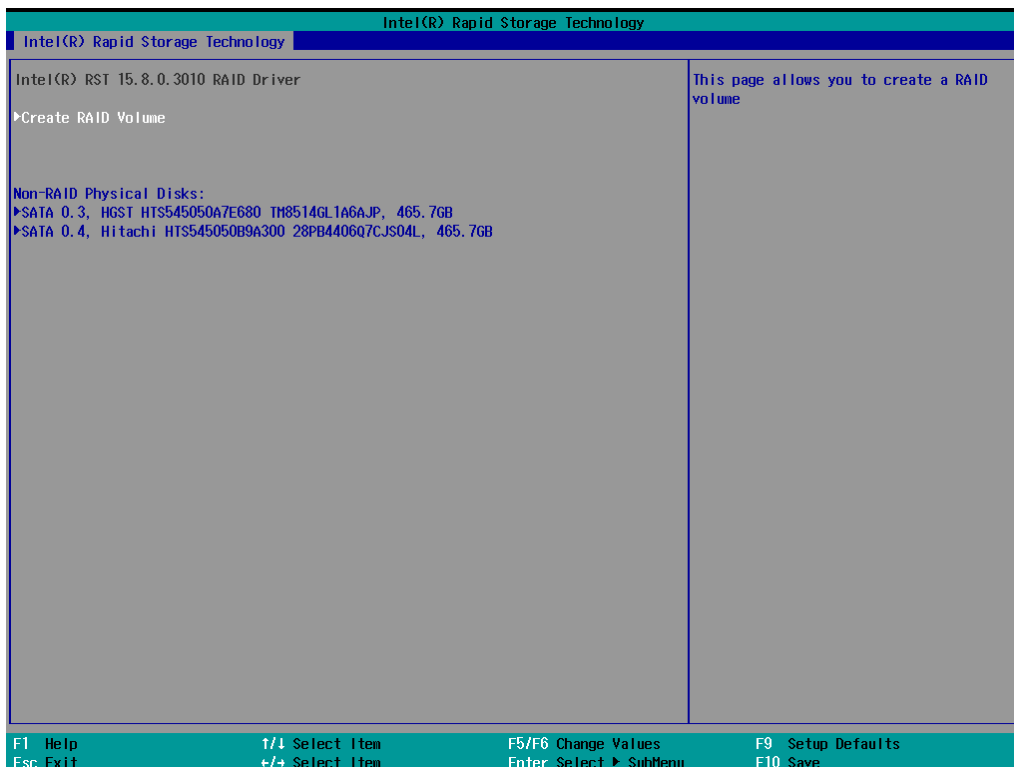 Intel(R) Rapid Storage Technology
Intel(R) Rapid Storage Technology
Intel(R) RST 15.8.0.3010 RAID Driver
▶Create RAID Volume
Non-RAID Physical Disks:
▶SATA 0.3, HGST HTS545050A7E680 TM8514GL1A6AJP, 465.7GB
▶SATA 0.4, Hitachi HTS545050B9A300 28PB4406Q7CJS04L, 465.7GB
This page allows you to create a RAID
volume
F1 Help ↑/↓ Select Item F5/F6 Change Values F9 Setup Defaults
Esc Exit ←/→ Select Item Enter Select ▶ SubMenu F10 Save